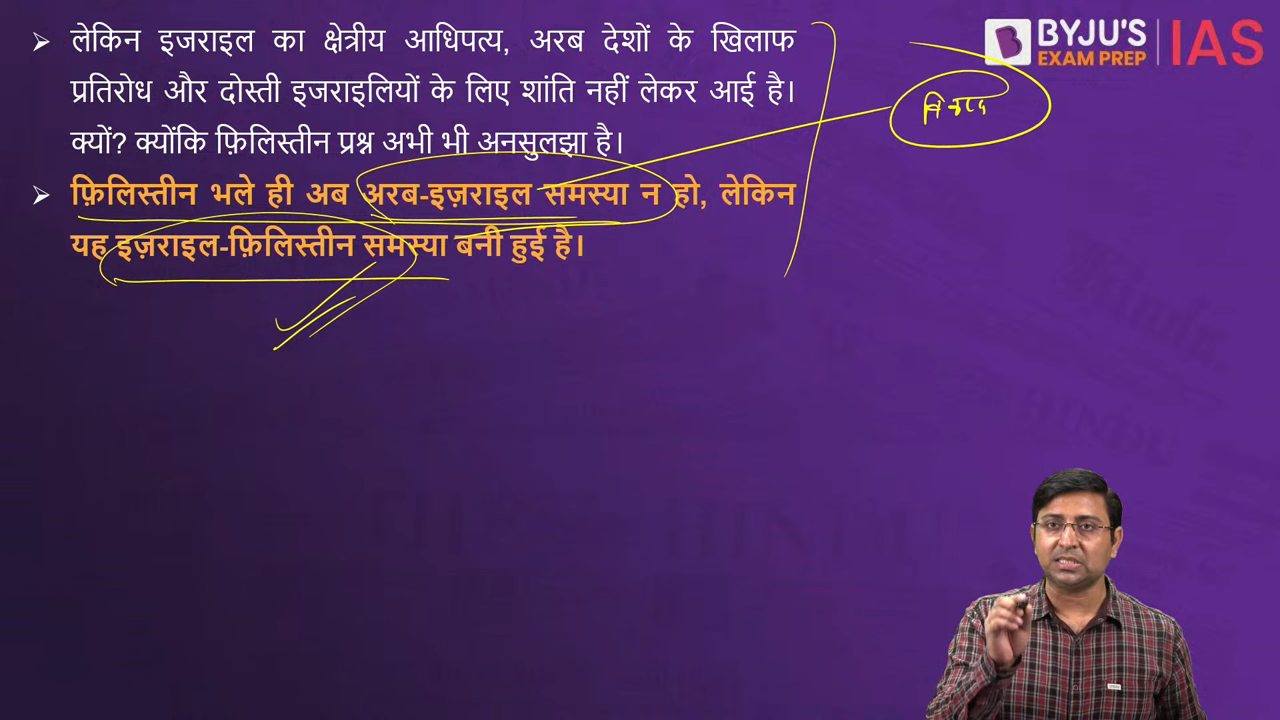 लेकिन इजराइल का क्षेत्रीय आधिपत्य, अरब देशों के खिलाफ
प्रतिरोध और दोस्ती इजराइलियों के लिए शांति नहीं लेकर आई है।
क्यों? क्योंकि फ़िलिस्तीन प्रश्न अभी भी अनसुलझा है।
फ़िलिस्तीन भले ही अब अरब-इज़राइल समस्या न हो, लेकिन
यह इज़राइल-फ़िलिस्तीन समस्या बनी हुई है।
BYJU'S
EXAM PREP
IAS